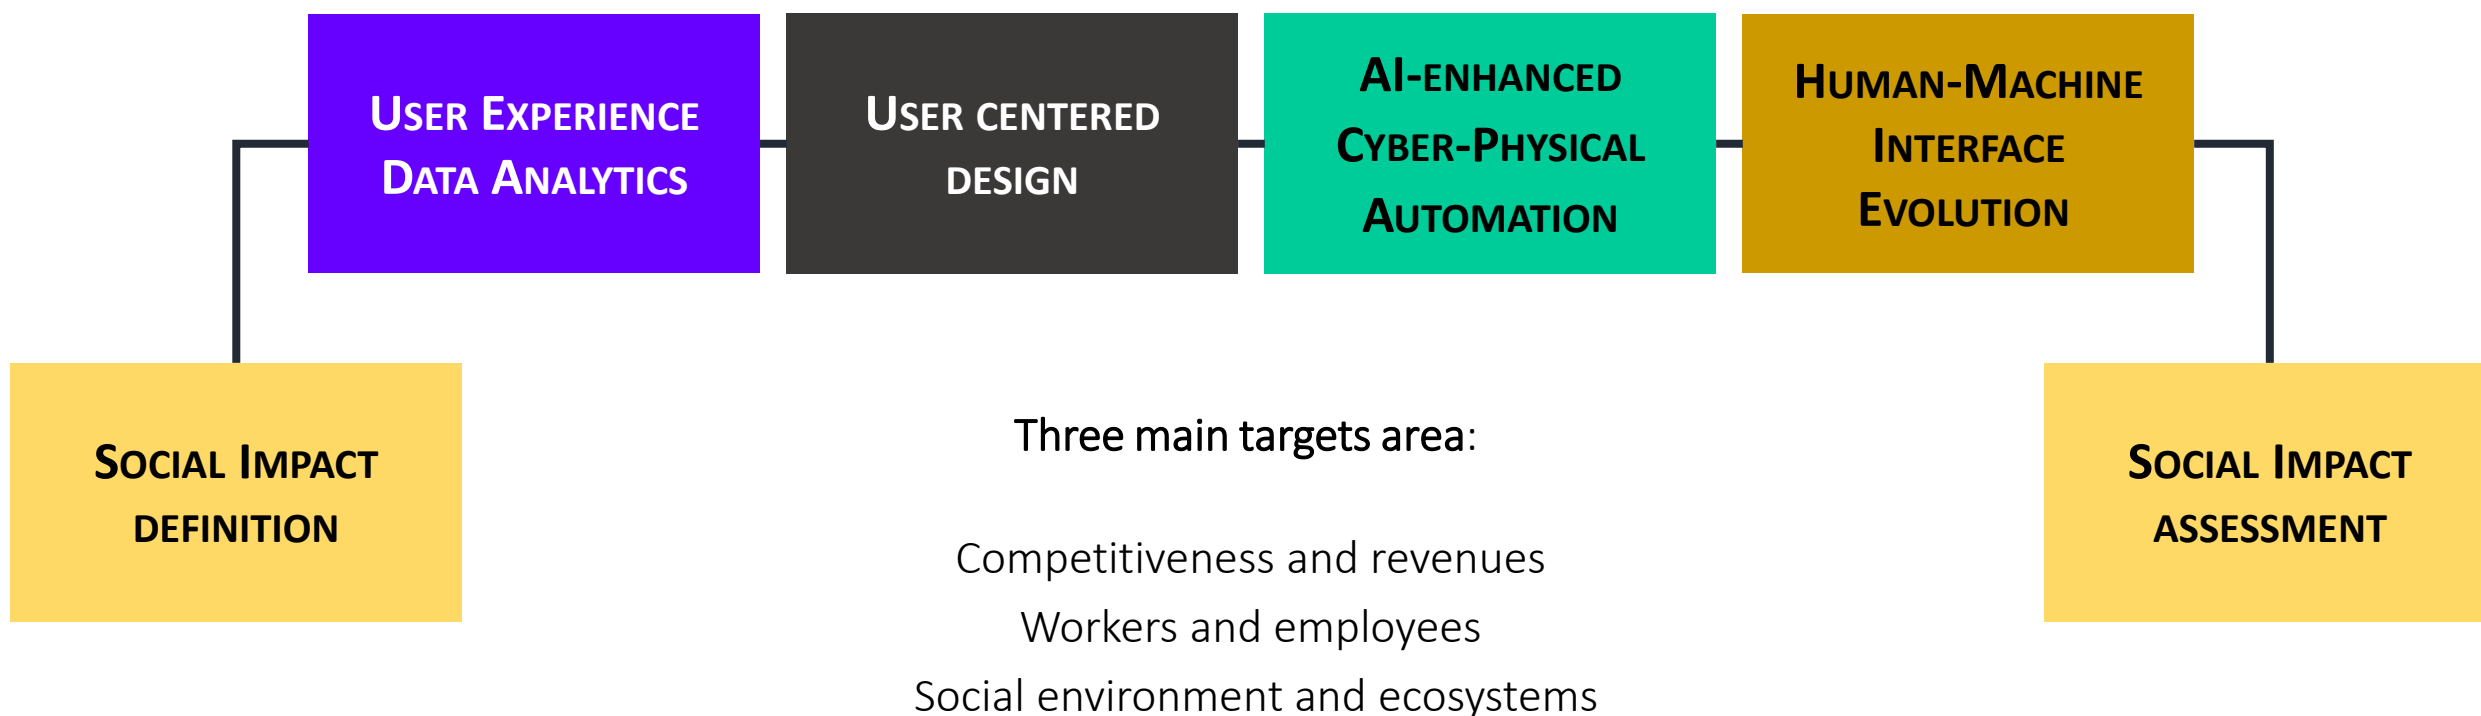 User Experience
Data Analytics
User centered
design
AI-enhanced
Cyber-Physical
Automation
Human-Machine
Interface
Evolution
Social Impact
definition
Three main targets area:
Competitiveness and revenues
Workers and employees
Social environment and ecosystems
Social Impact
assessment